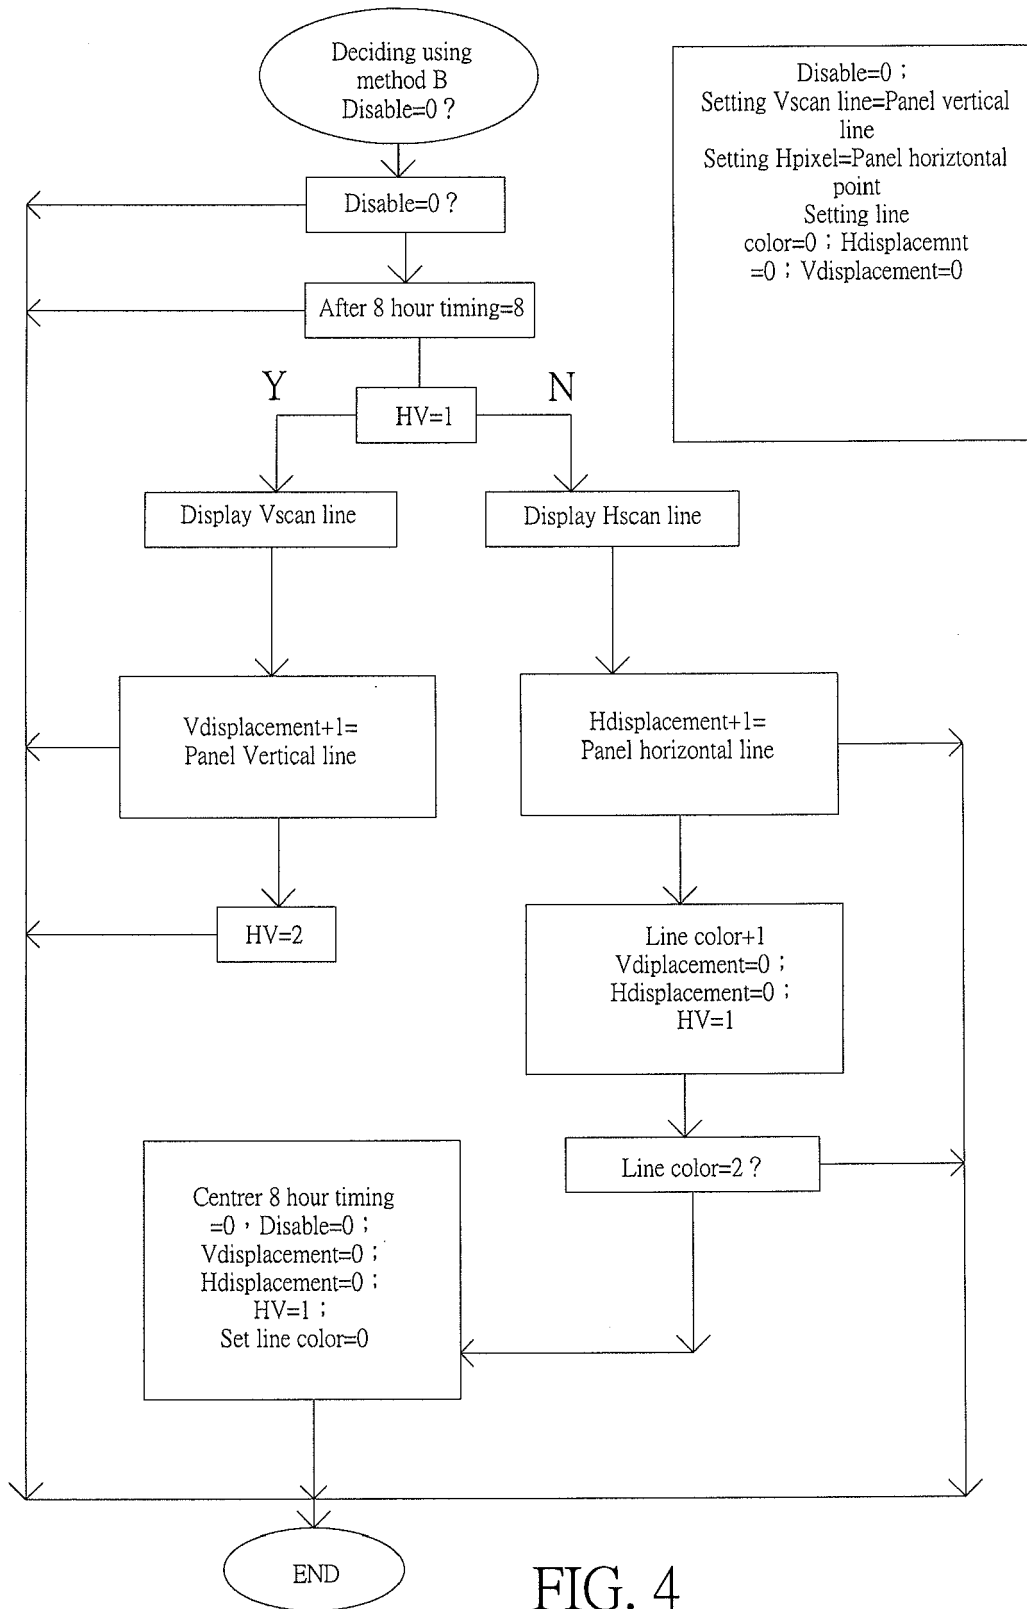 Deciding using
method B
Disable=0 ?
Disable=0 ;
Setting Vscan line=Panel vertical
line
Setting Hpixel=Panel horiztontal
point
Setting line
color=0 ; Hdisplacemnt
=0 ; Vdisplacement=0
Disable=0 ?
After 8 hour timing=8
Y
N
HV=1
Display Vscan line
Display Hscan line
Vdisplacement+1=
Panel Vertical line
Hdisplacement+1=
Panel horizontal line
HV=2
Line color+1
Vdiplacement=0 ;
Hdisplacement=0 ;
HV=1
Line color=2 ?
Centrer 8 hour timing
=0 , Disable=0 ;
Vdisplacement=0 ;
Hdisplacement=0 ;
HV=1 ;
Set line color=0
END
FIG. 4